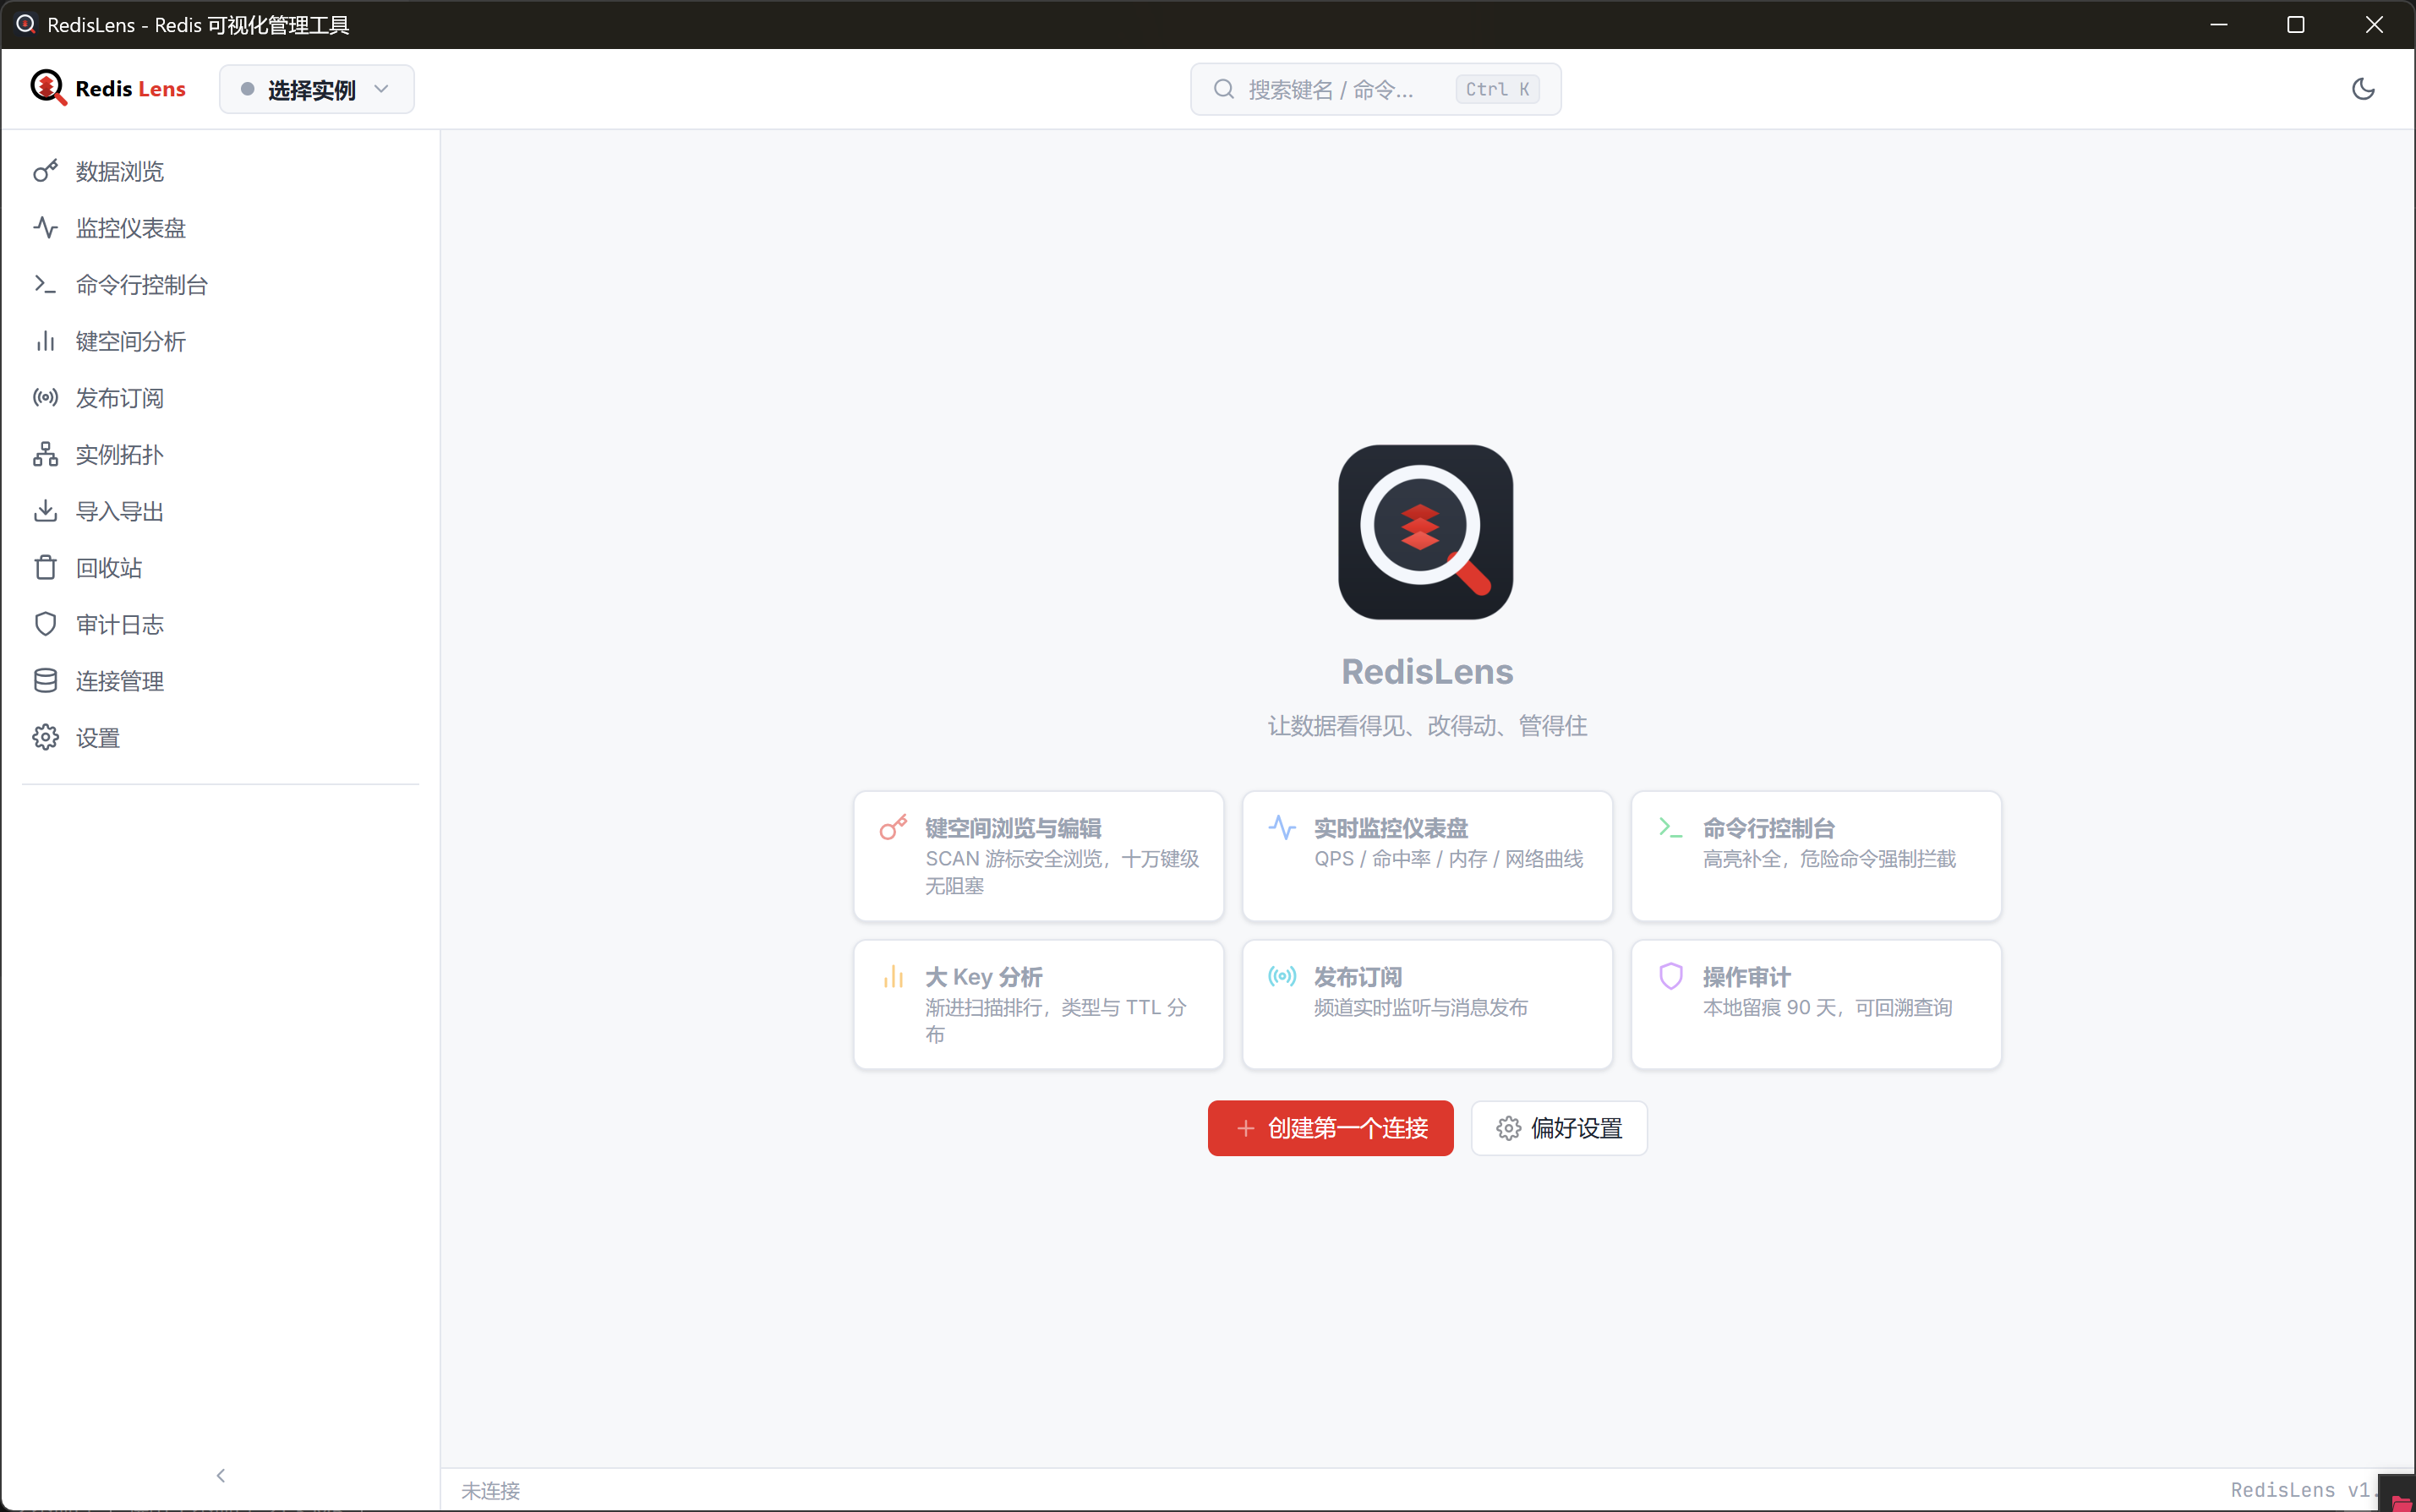 RedisLens - Redis 可视化管理工具
Redis Lens
选择实例
搜索键名 / 命令...
Ctrl K
数据浏览
监控仪表盘
命令行控制台
键空间分析
发布订阅
实例拓扑
导入导出
回收站
审计日志
连接管理
设置
RedisLens
让数据看得见、改得动、管得住
键空间浏览与编辑
SCAN 游标安全浏览，十万键级
无阻塞
实时监控仪表盘
QPS / 命中率 / 内存 / 网络曲线
命令行控制台
高亮补全，危险命令强制拦截
大 Key 分析
渐进扫描排行，类型与 TTL 分
布
发布订阅
频道实时监听与消息发布
操作审计
本地留痕 90 天，可回溯查询
创建第一个连接
偏好设置
未连接
RedisLens v1.